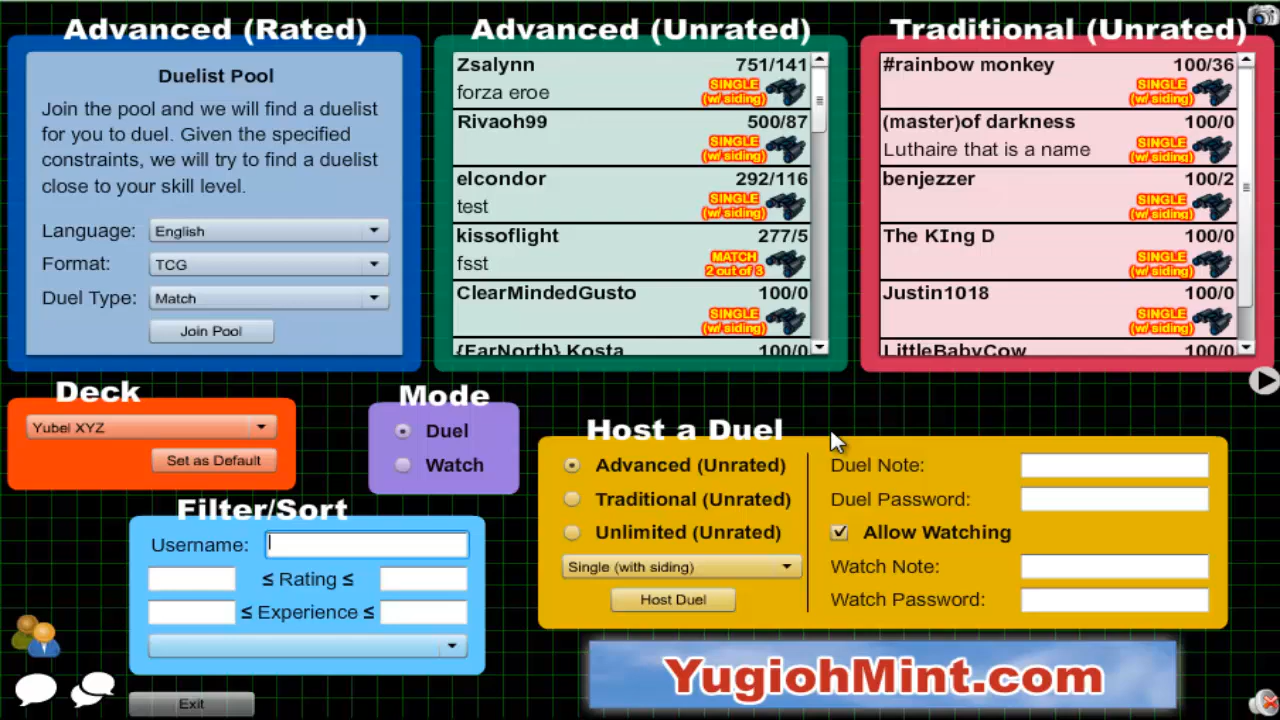 Advanced (Rated)
Duelist Pool
Join the pool and we will find a duelist
for you to duel. Given the specified
constraints, we will try to find a duelist
close to your skill level.
Language: English
Format: TCG
Duel Type: Match
Join Pool
Advanced (Unrated)
Zsalynn 751/141
forza eroe SINGLE
(w/ siding)
Rivaoh99 500/87
SINGLE
(w/ siding)
elcondor 292/116
test SINGLE
(w/ siding)
kissoflight 277/5
fsst MATCH
2 out of 3
ClearMindedGusto 100/0
SINGLE
(w/ siding)
{FarNorth} Kosta 100/0
Traditional (Unrated)
#rainbow monkey 100/36
SINGLE
(w/ siding)
(master)of darkness 100/0
Luthaire that is a name SINGLE
(w/ siding)
benjezzer 100/2
SINGLE
(w/ siding)
The KIng D 100/0
SINGLE
(w/ siding)
Justin1018 100/0
SINGLE
(w/ siding)
LittleBabyCow 100/0
Deck
Yubel XYZ
Set as Default
Mode
Duel
Watch
Filter/Sort
Username:
≤ Rating ≤
≤ Experience ≤
Exit
Host a Duel
Advanced (Unrated)
Traditional (Unrated)
Unlimited (Unrated)
Single (with siding)
Host Duel
Duel Note:
Duel Password:
Allow Watching
Watch Note:
Watch Password:
YugiohMint.com